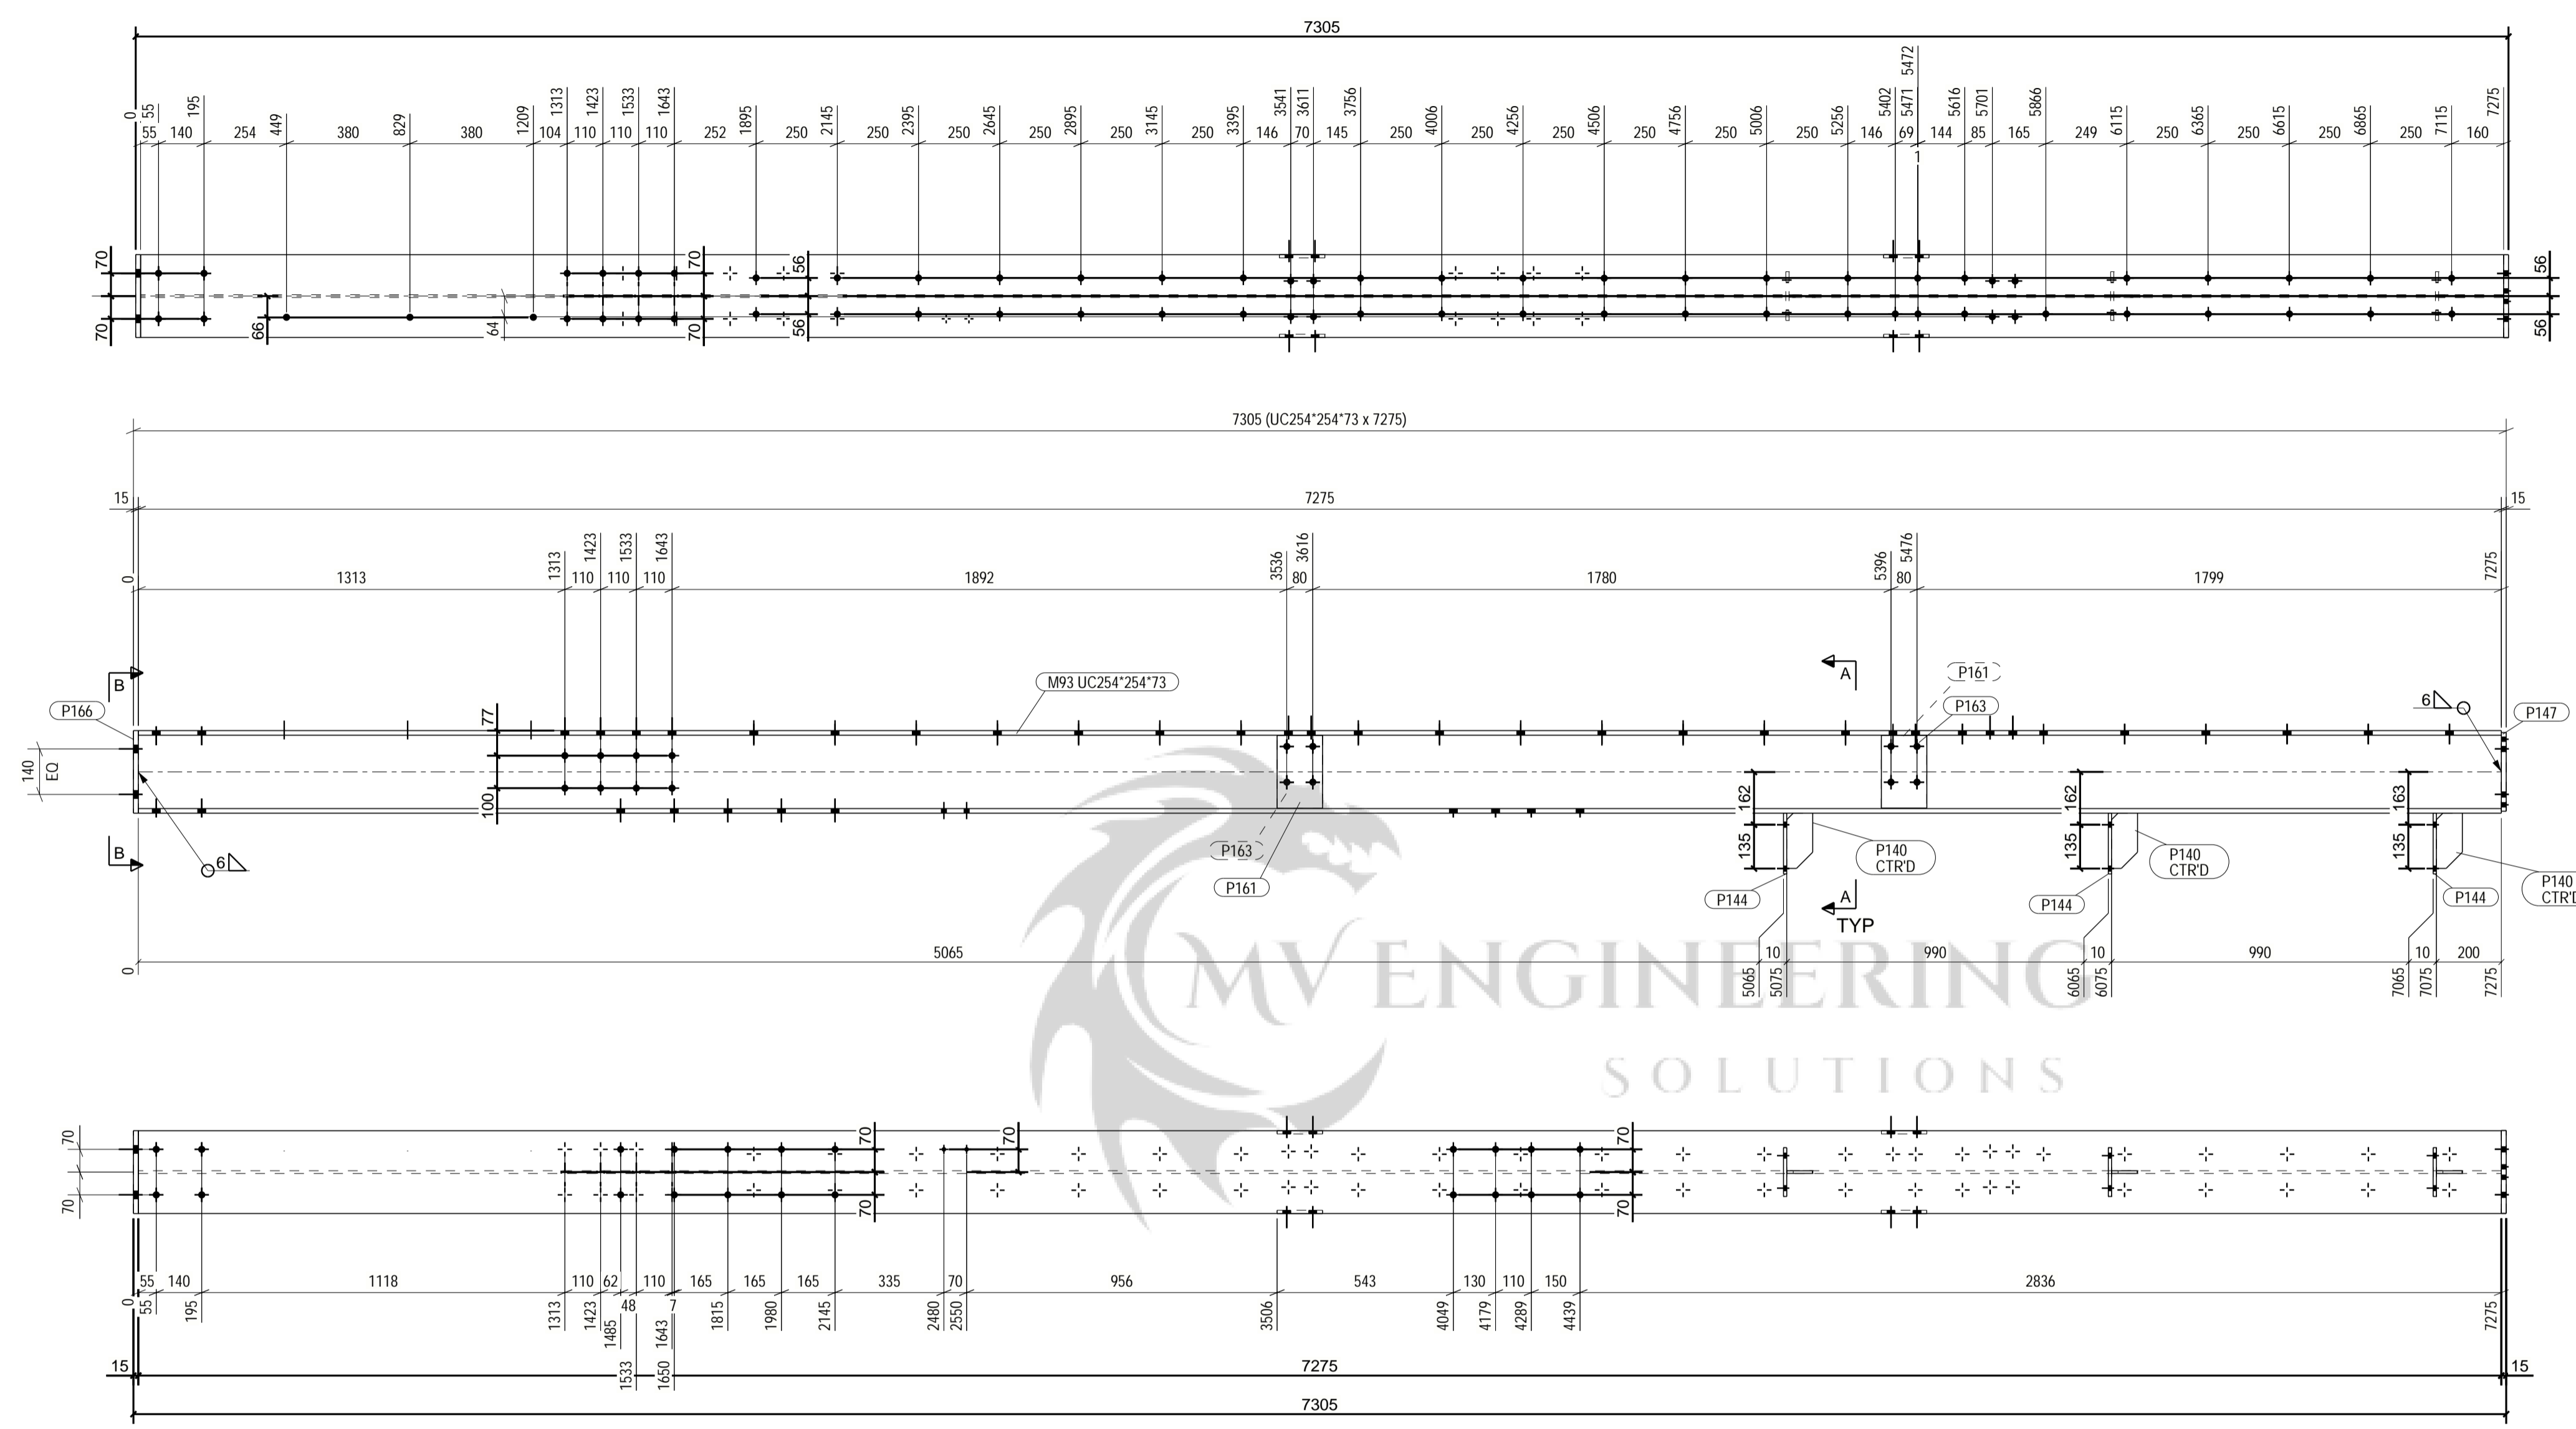 7305
0 55 195 449 829 1209 1313 1423 1533 1643 1895 2145 2395 2645 2895 3145 3395 3541 3611 3756 4006 4256 4506 4756 5006 5256 5402 5471 5472 5616 5701 5866 6115 6365 6615 6865 7115 7275
55 140 254 380 380 104 110 110 110 252 250 250 250 250 250 250 146 70 145 250 250 250 250 250 250 146 69 144 85 165 249 250 250 250 250 160
1
70 70 56 56
70 66 64 70 56 56
7305 (UC254*254*73 x 7275)
15 7275 15
0 1313 1423 1533 1643 3536 3616 5396 5476 7275
1313 110 110 110 1892 80 1780 80 1799
B A P161
M93 UC254*254*73
P166 77 P163 6 P147
140 EQ
100 162 162 163
135 135 135
B 6 P163 P140
CTR'D
P140
CTR'D
P140
P161 P144 A P144 P144
TYP
5065 10 990 10 990 10 200
0 5065 5075 6065 6075 7065 7075 7275
MV ENGINEERING
SOLUTIONS
70 70 70 70
70 70 70
55 140 1118 110 62 110 165 165 165 335 70 956 543 130 110 150 2836
48 7
0 55 195 1313 1423 1485 1533 1643 1650 1815 1980 2145 2480 2550 3506 4049 4179 4289 4439 7275
15 7275 15
7305